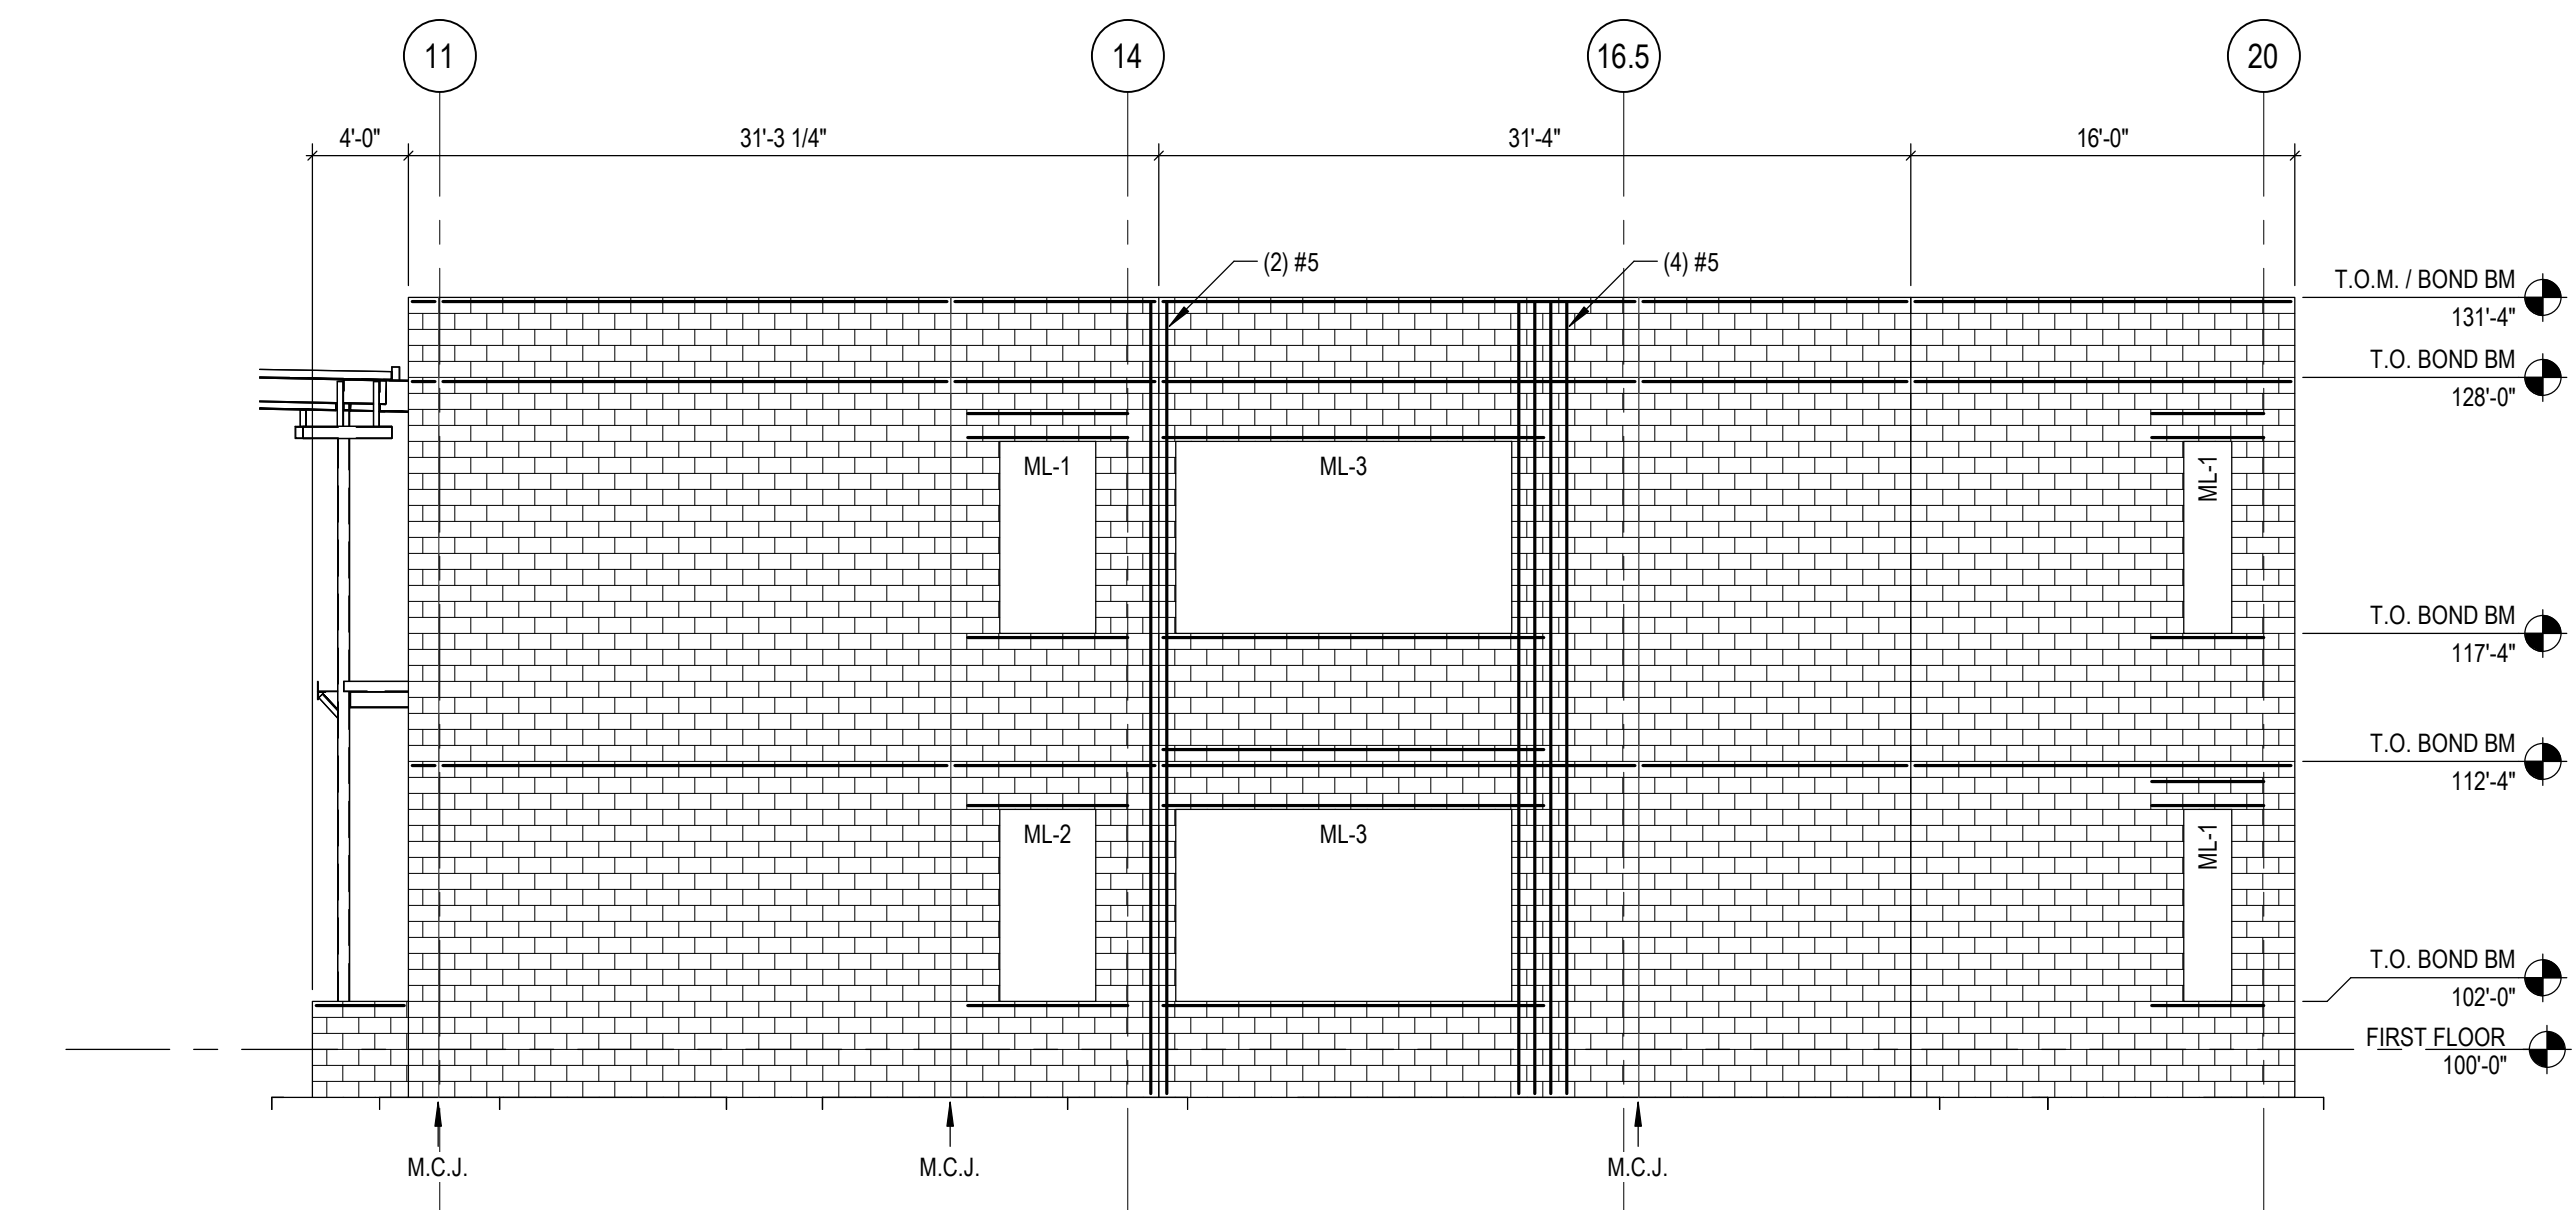 11
14
16.5
20
4'-0"
31'-3 1/4"
31'-4"
16'-0"
(2) #5
(4) #5
T.O.M. / BOND BM
131'-4"
T.O. BOND BM
128'-0"
ML-1
ML-3
ML-1
T.O. BOND BM
117'-4"
T.O. BOND BM
112'-4"
ML-2
ML-3
ML-1
T.O. BOND BM
102'-0"
FIRST FLOOR
100'-0"
M.C.J.
M.C.J.
M.C.J.